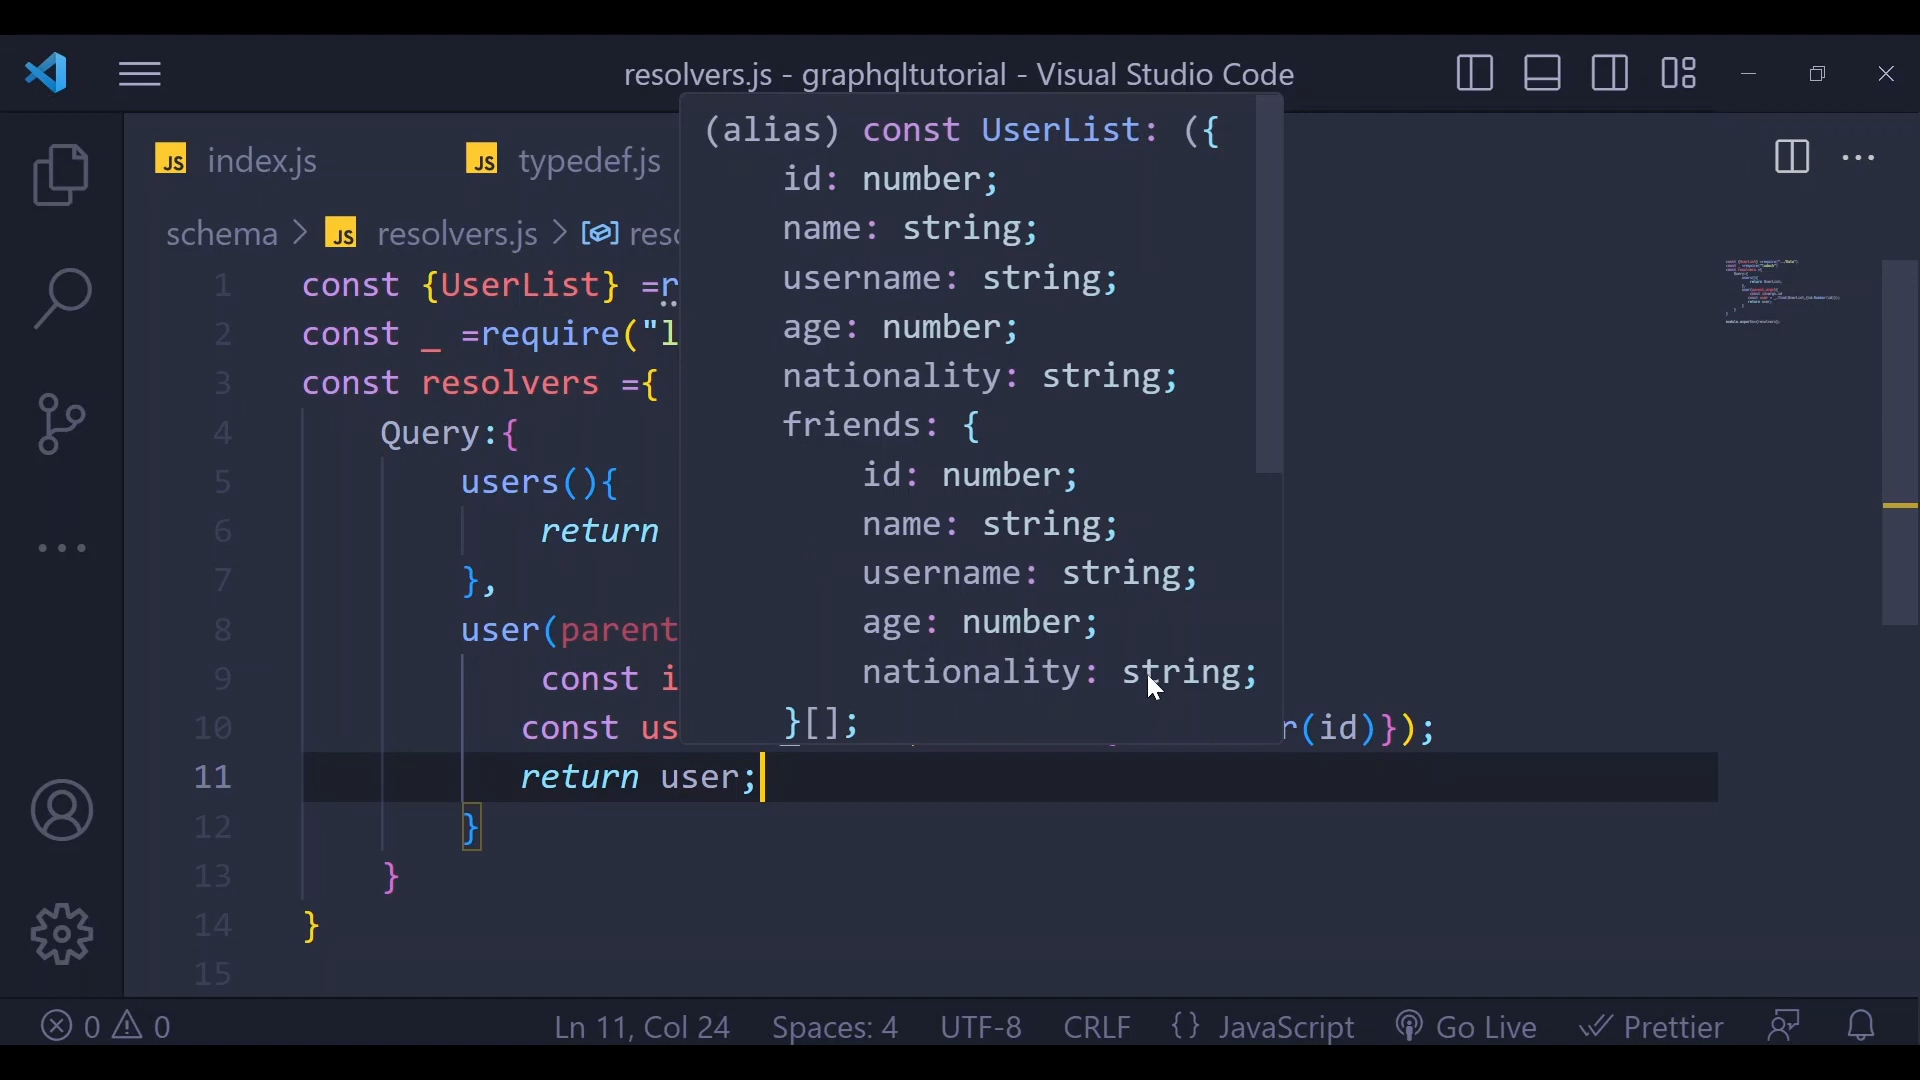 resolvers.js - graphqltutorial - Visual Studio Code
JS index.js
JS typedef.js
schema > JS resolvers.js >
(alias) const UserList: ({
id: number;
name: string;
username: string;
age: number;
nationality: string;
friends: {
id: number;
name: string;
username: string;
age: number;
nationality: string;
}[];
1 const {UserList} =r
2 const _ =require("l
3 const resolvers ={
4 Query:{
5 users(){
6 return
7 },
8 user(parent
9 const i
10 const us r(id)});
11 return user;
12 }
13 }
14 }
15
0 0 Ln 11, Col 24 Spaces: 4 UTF-8 CRLF {} JavaScript Go Live Prettier